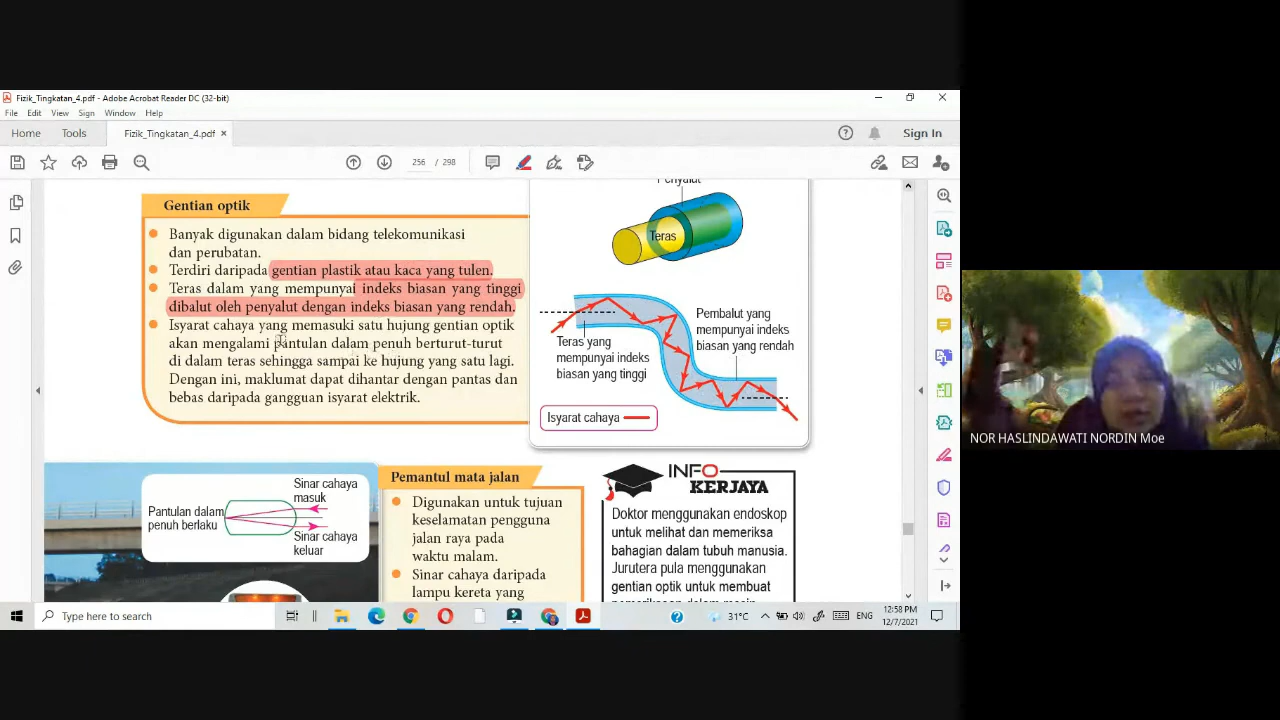 Fizik_Tingkatan_4.pdf - Adobe Acrobat Reader DC (32-bit)
File Edit View Sign Window Help
Home Tools Fizik_Tingkatan_4.pdf × Sign In
256 / 298
Gentian optik
Banyak digunakan dalam bidang telekomunikasi
dan perubatan.
Terdiri daripada gentian plastik atau kaca yang tulen.
Teras dalam yang mempunyai indeks biasan yang tinggi
dibalut oleh penyalut dengan indeks biasan yang rendah.
Isyarat cahaya yang memasuki satu hujung gentian optik
akan mengalami pantulan dalam penuh berturut-turut
di dalam teras sehingga sampai ke hujung yang satu lagi.
Dengan ini, maklumat dapat dihantar dengan pantas dan
bebas daripada gangguan isyarat elektrik.
Penyalut
Teras
Pembalut yang
mempunyai indeks
biasan yang rendah
Teras yang
mempunyai indeks
biasan yang tinggi
Isyarat cahaya
Sinar cahaya
masuk
Pantulan dalam
penuh berlaku
Sinar cahaya
keluar
Pemantul mata jalan
Digunakan untuk tujuan
keselamatan pengguna
jalan raya pada
waktu malam.
Sinar cahaya daripada
lampu kereta yang
INFO
KERJAYA
Doktor menggunakan endoskop
untuk melihat dan memeriksa
bahagian dalam tubuh manusia.
Jurutera pula menggunakan
gentian optik untuk membuat
pemeriksaan dalam mesin
NOR HASLINDAWATI NORDIN Moe
Type here to search
31°C
ENG
12:58 PM
12/7/2021